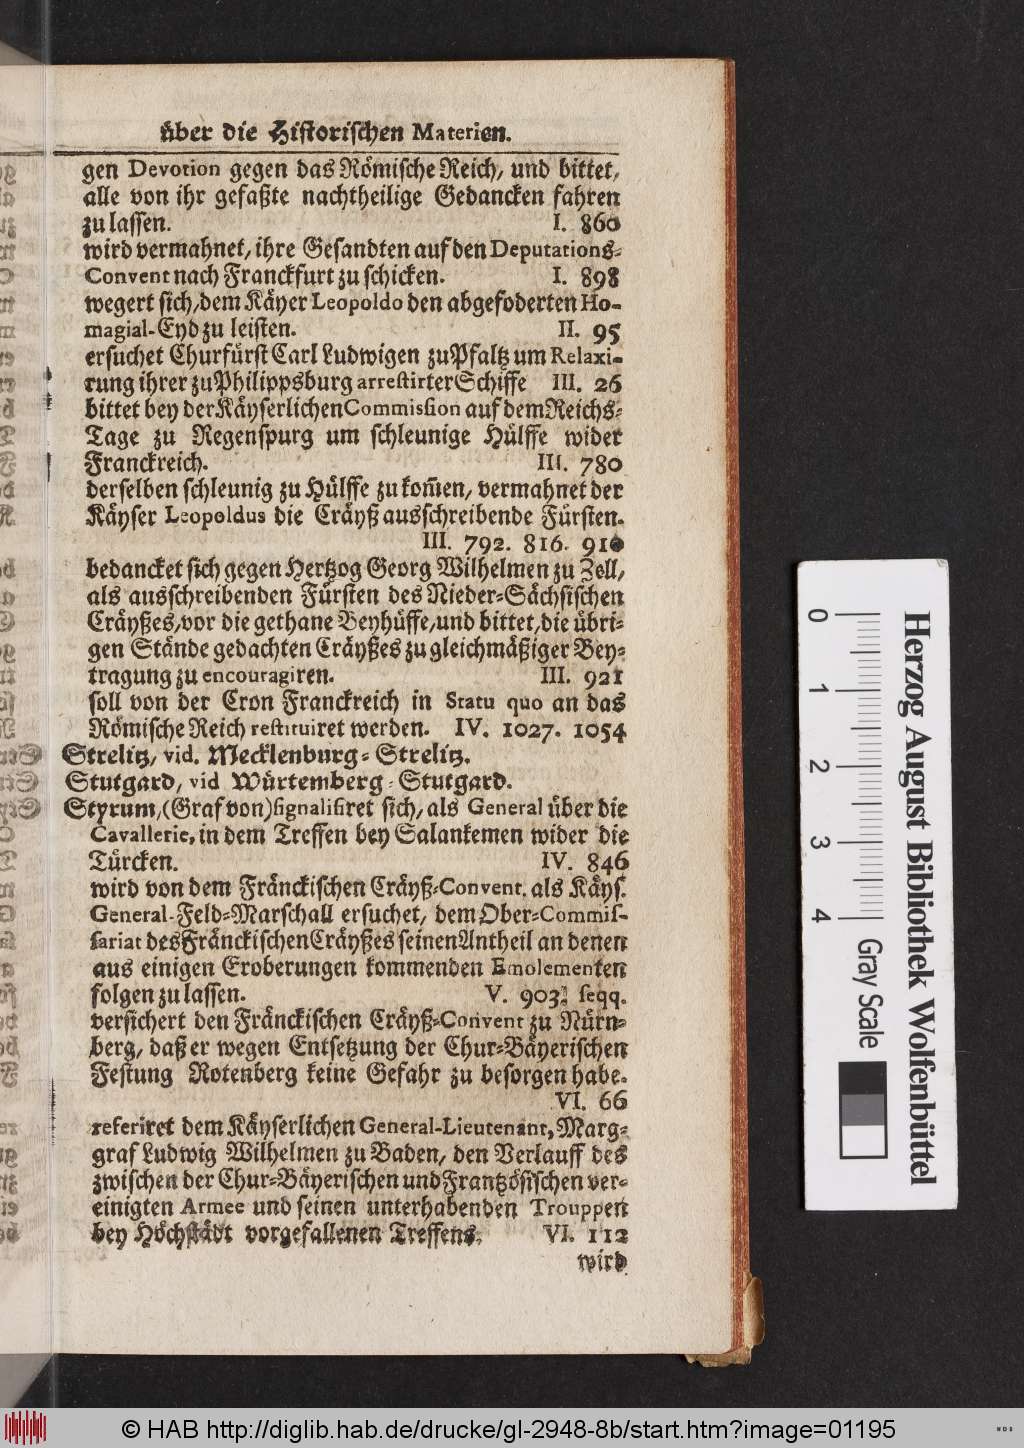 über die Historischen Materien.
gen Devotion gegen das Römische Reich, und bittet,
alle von ihr gefaßte nachtheilige Gedancken fahren
zu lassen. I. 860
wird vermahnet, ihre Gesandten auf den Deputations-
Convent nach Franckfurt zu schicken. I. 898
wegert sich, dem Käyer Leopoldo den abgefoderten Ho-
magial-Eyd zu leisten. II. 95
ersuchet Churfürst Carl Ludwigen zu Pfaltz um Relaxi-
rung ihrer zu Philippsburg arrestirter Schiffe III. 26
bittet bey der Käyserlichen Commission auf dem Reichs-
Tage zu Regenspurg um schleunige Hülffe wider
Franckreich. III. 780
derselben schleunig zu Hülffe zu kom̃en, vermahnet der
Käyser Leopoldus die Cräyß ausschreibende Fürsten.
III. 792. 816. 910
bedancket sich gegen Hertzog Georg Wilhelmen zu Zell,
als ausschreibenden Fürsten des Nieder-Sächsischen
Cräyßes, vor die gethane Beyhüffe, und bittet, die übri-
gen Stände gedachten Cräyßes zu gleichmäßiger Bey-
tragung zu encouragiren. III. 921
soll von der Cron Franckreich in Statu quo an das
Römische Reich restituiret werden. IV. 1027. 1054
Strelitz, vid. Mecklenburg-Strelitz.
Stutgard, vid Würtemberg-Stutgard.
Styrum, (Graf von) signalisiret sich, als General über die
Cavallerie, in dem Treffen bey Salankemen wider die
Türcken. IV. 846
wird von dem Fränckischen Cräyß-Convent. als Käys.
General-Feld-Marschall ersuchet, dem Ober-Commis-
sariat des Fränckischen Cräyßes seinen Antheil an denen
aus einigen Eroberungen kommenden Emolementen
folgen zu lassen. V. 903. seqq.
versichert den Fränckischen Cräyß-Convent zu Nürn-
berg, daß er wegen Entsetzung der Chur-Bäyerischen
Festung Rotenberg keine Gefahr zu besorgen habe.
VI. 66
referiret dem Käyserlichen General-Lieutenant, Marg-
graf Ludwig Wilhelmen zu Baden, den Verlauff des
zwischen der Chur-Bäyerischen und Frantzösischen ver-
einigten Armee und seinen unterhabenden Trouppen
bey Höchstädt vorgefallenen Treffens. VI. 112
wird
0 1 2 3 4
Gray Scale
Herzog August Bibliothek Wolfenbüttel
© HAB http://diglib.hab.de/drucke/gl-2948-8b/start.htm?image=01195